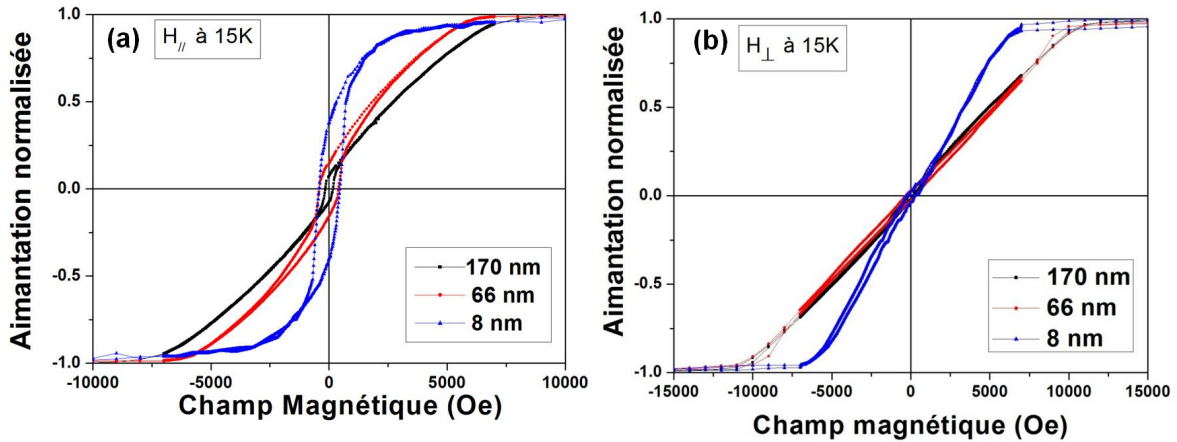 (a)
H// à 15K
Aimantation normalisée
1.0
0.5
0.0
-0.5
-1.0
170 nm
66 nm
8 nm
-10000 -5000 0 5000 10000
Champ Magnétique (Oe)
(b)
H⊥ à 15K
Aimantation normalisée
1.0
0.5
0.0
-0.5
-1.0
170 nm
66 nm
8 nm
-15000 -10000 -5000 0 5000 10000 15000
Champ magnétique (Oe)